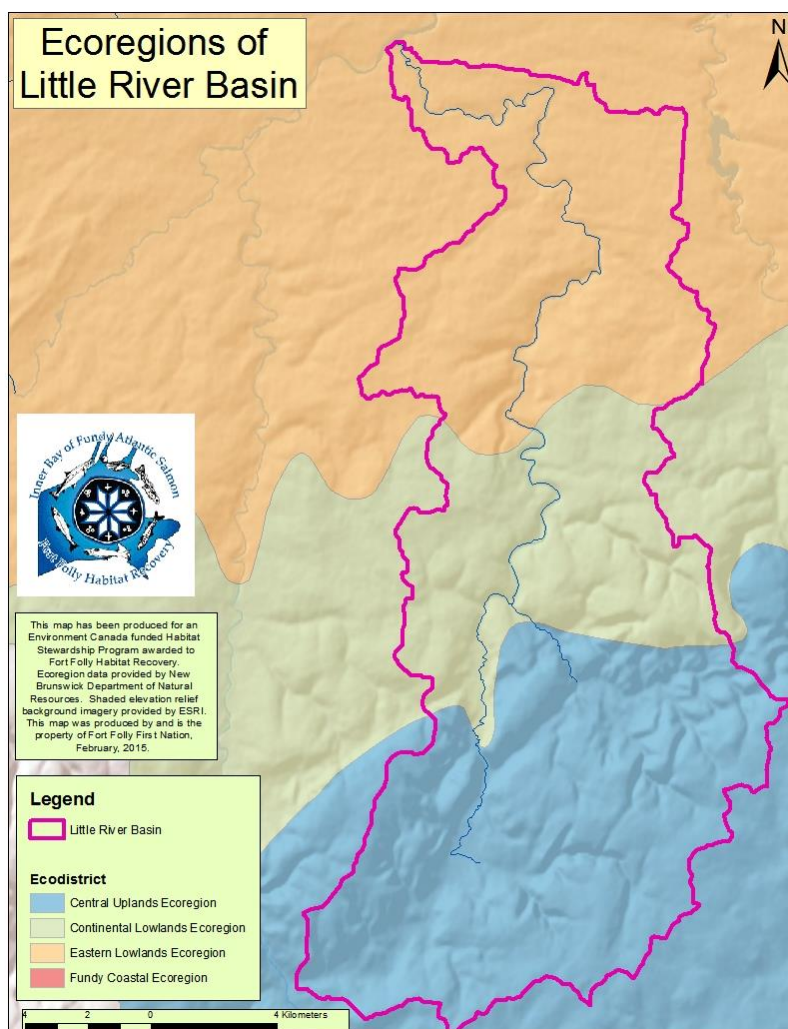 Ecoregions of
Little River Basin
N
Inner Bay of Fundy Atlantic Salmon
Fort Folly Habitat Recovery
This map has been produced for an
Environment Canada funded Habitat
Stewardship Program awarded to
Fort Folly Habitat Recovery.
Ecoregion data provided by New
Brunswick Department of Natural
Resources. Shaded elevation relief
background imagery provided by ESRI.
This map was produced by and is the
property of Fort Folly First Nation,
February, 2015.
Legend
Little River Basin
Ecodistrict
Central Uplands Ecoregion
Continental Lowlands Ecoregion
Eastern Lowlands Ecoregion
Fundy Coastal Ecoregion
4 2 0 4 Kilometers